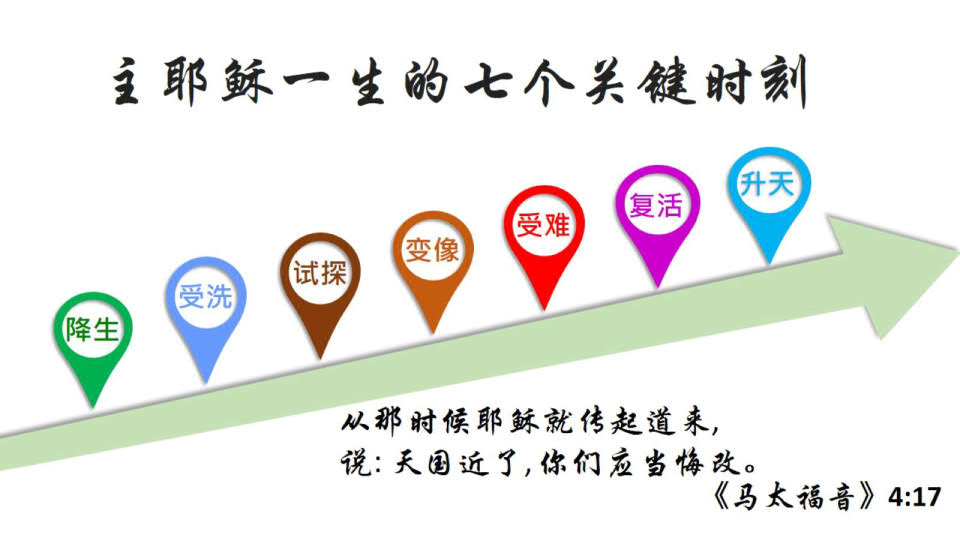 主耶稣一生的七个关键时刻
降生
受洗
试探
变像
受难
复活
升天
从那时候耶稣就传起道来,
说: 天国近了, 你们应当悔改。
《马太福音》4:17